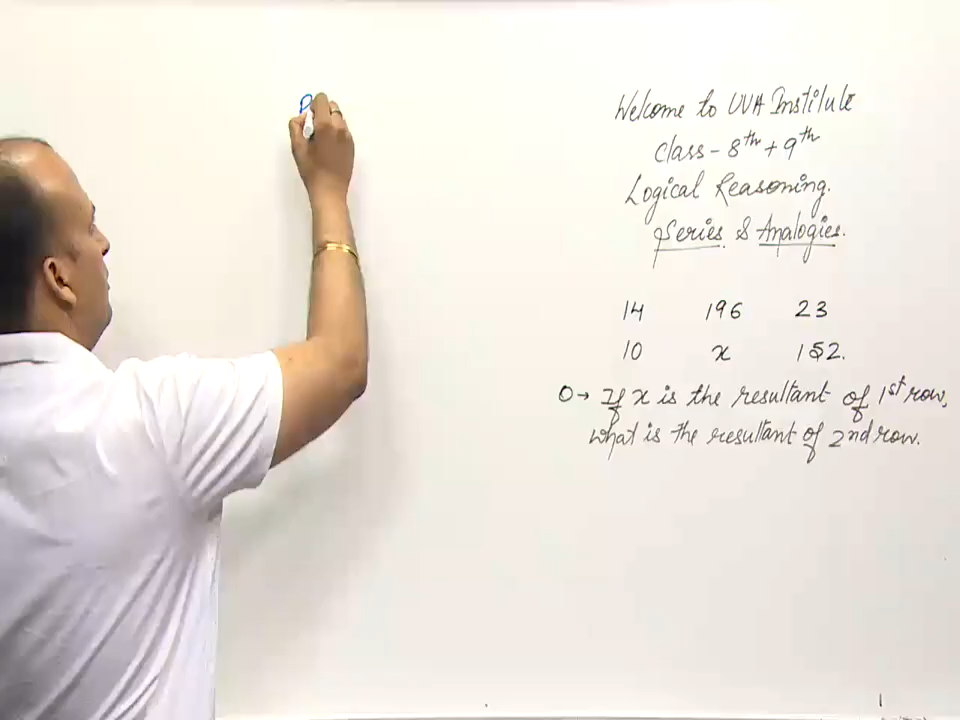 Welcome to UVA Institute
Class - 8th + 9th
Logical Reasoning.
Series & Analogies.
14 196 23
10 x 152.
If x is the resultant of 1st row,
what is the resultant of 2nd row.